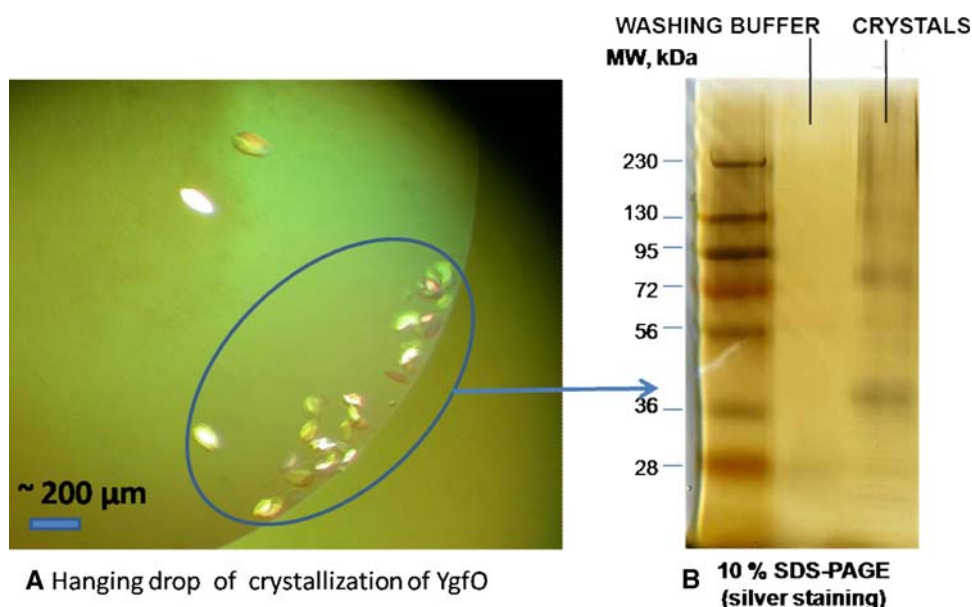 WASHING BUFFER CRYSTALS
MW, kDa
230
130
95
72
56
36
28
~ 200 µm
A Hanging drop of crystallization of YgfO
B 10 % SDS-PAGE
(silver staining)